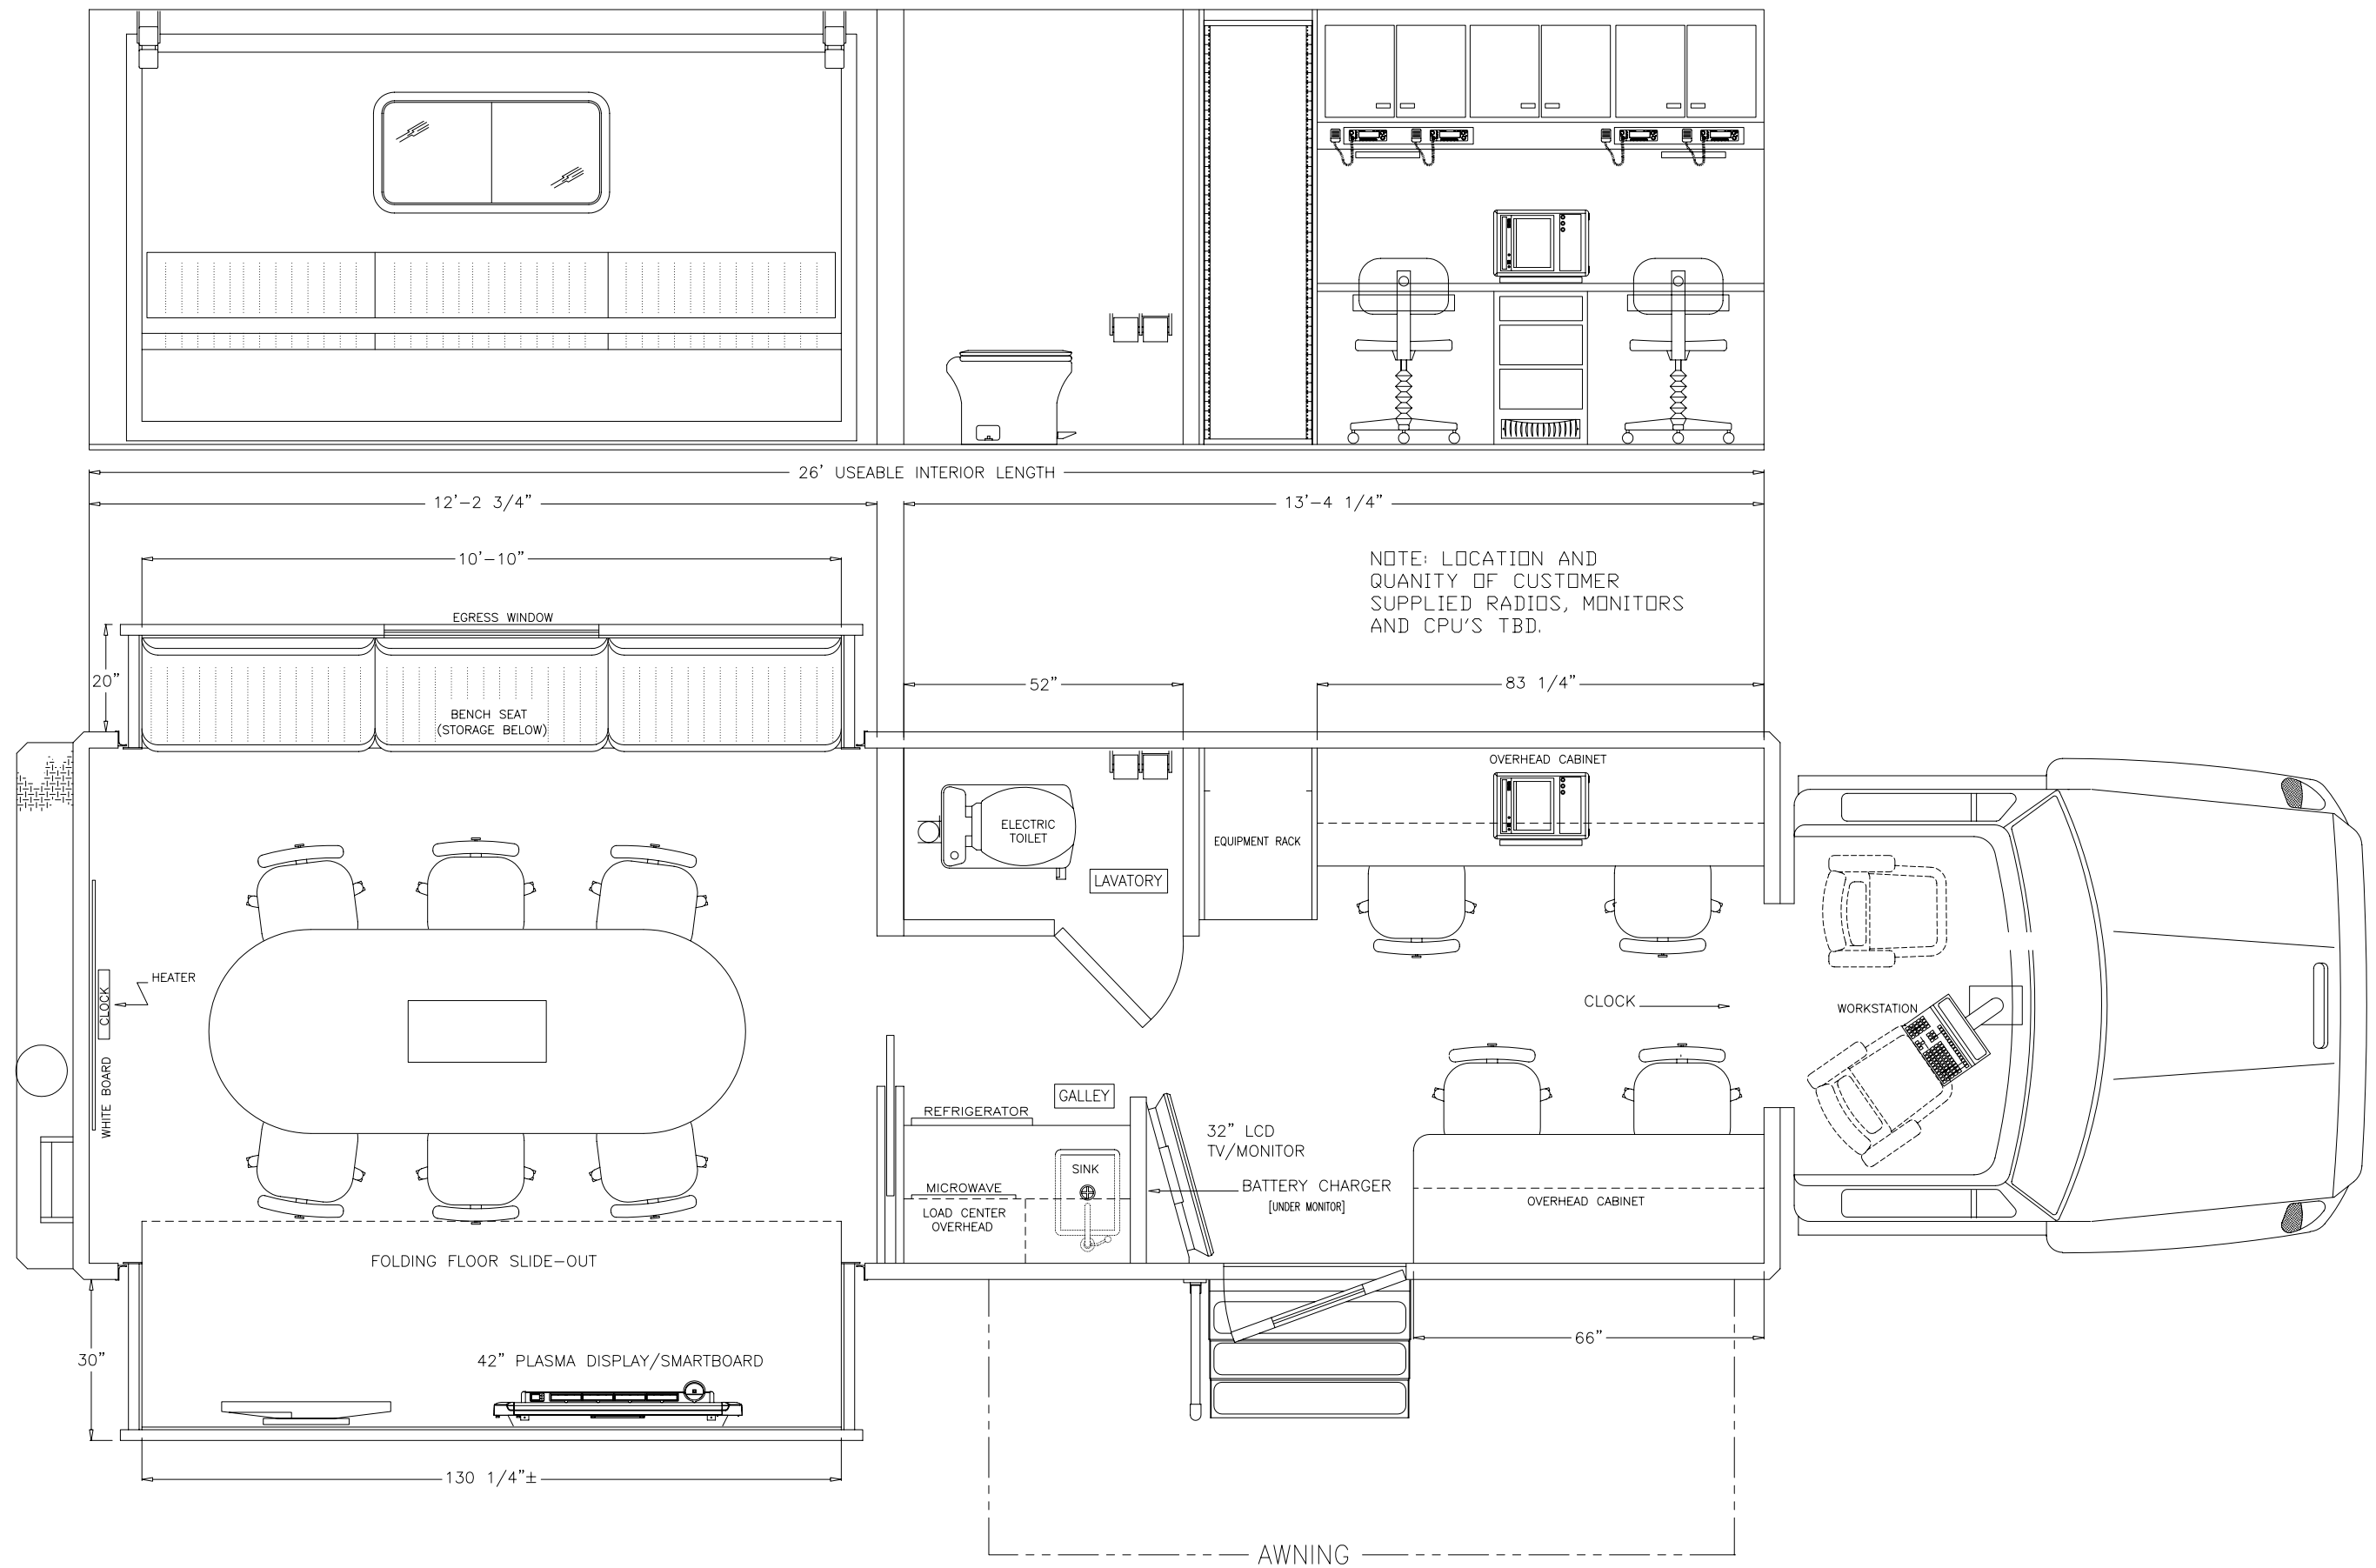 26' USEABLE INTERIOR LENGTH
12'-2 3/4"
13'-4 1/4"
10'-10"
NOTE: LOCATION AND
QUANITY OF CUSTOMER
SUPPLIED RADIOS, MONITORS
AND CPU'S TBD.
EGRESS WINDOW
20"
52"
83 1/4"
BENCH SEAT
(STORAGE BELOW)
OVERHEAD CABINET
ELECTRIC
TOILET
EQUIPMENT RACK
LAVATORY
HEATER
CLOCK
WHITE BOARD
CLOCK
WORKSTATION
GALLEY
REFRIGERATOR
32" LCD
TV/MONITOR
SINK
MICROWAVE
LOAD CENTER
OVERHEAD
BATTERY CHARGER
[UNDER MONITOR]
OVERHEAD CABINET
FOLDING FLOOR SLIDE-OUT
66"
30"
42" PLASMA DISPLAY/SMARTBOARD
130 1/4"±
AWNING